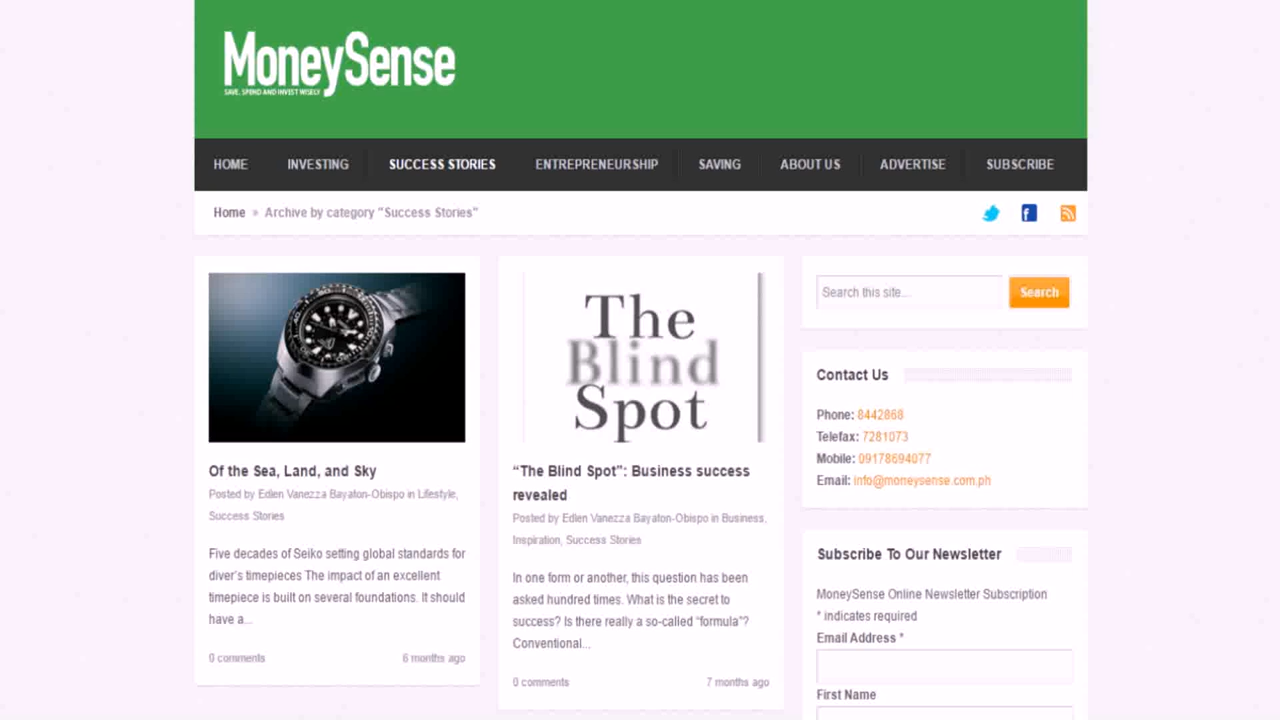 MoneySense
SAVE, SPEND AND INVEST WISELY
HOME INVESTING SUCCESS STORIES ENTREPRENEURSHIP SAVING ABOUT US ADVERTISE SUBSCRIBE
Home » Archive by category "Success Stories"
The
Blind
Spot
Of the Sea, Land, and Sky
Posted by Edlen Vanezza Bayaton-Obispo in Lifestyle,
Success Stories
Five decades of Seiko setting global standards for
diver's timepieces The impact of an excellent
timepiece is built on several foundations. It should
have a...
0 comments 6 months ago
“The Blind Spot”: Business success
revealed
Posted by Edlen Vanezza Bayaton-Obispo in Business,
Inspiration, Success Stories
In one form or another, this question has been
asked hundred times. What is the secret to
success? Is there really a so-called “formula”?
Conventional...
0 comments 7 months ago
Search this site... Search
Contact Us
Phone: 8442868
Telefax: 7281073
Mobile: 09178694077
Email: info@moneysense.com.ph
Subscribe To Our Newsletter
MoneySense Online Newsletter Subscription
* indicates required
Email Address *
First Name